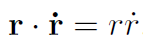 𝐫 · 𝐫̇ = rṙ